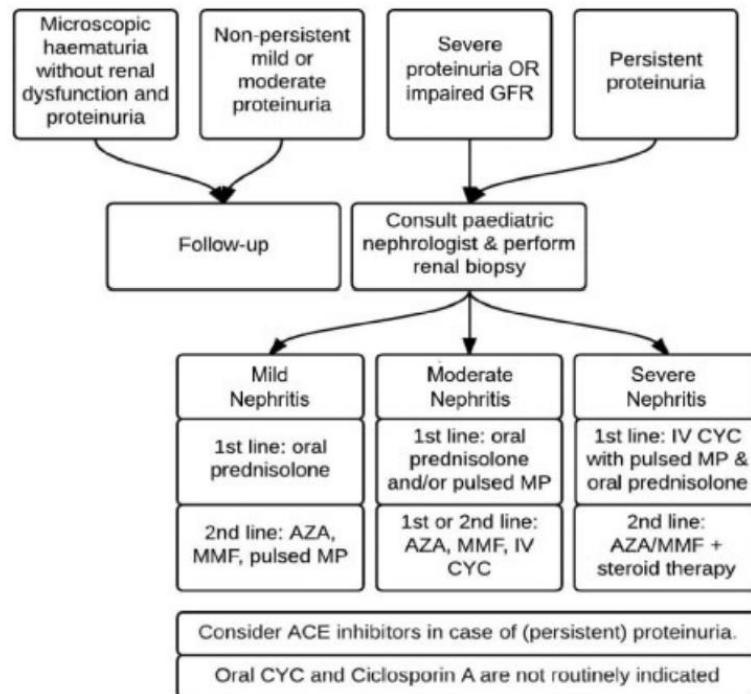 Microscopic
haematuria
without renal
dysfunction and
proteinuria
Non-persistent
mild or
moderate
proteinuria
Severe
proteinuria OR
impaired GFR
Persistent
proteinuria
Follow-up
Consult paediatric
nephrologist & perform
renal biopsy
Mild
Nephritis
Moderate
Nephritis
Severe
Nephritis
1st line: oral
prednisolone
1st line: oral
prednisolone
and/or pulsed MP
1st line: IV CYC
with pulsed MP &
oral prednisolone
2nd line: AZA,
MMF, pulsed MP
1st or 2nd line:
AZA, MMF, IV
CYC
2nd line:
AZA/MMF +
steroid therapy
Consider ACE inhibitors in case of (persistent) proteinuria.
Oral CYC and Ciclosporin A are not routinely indicated